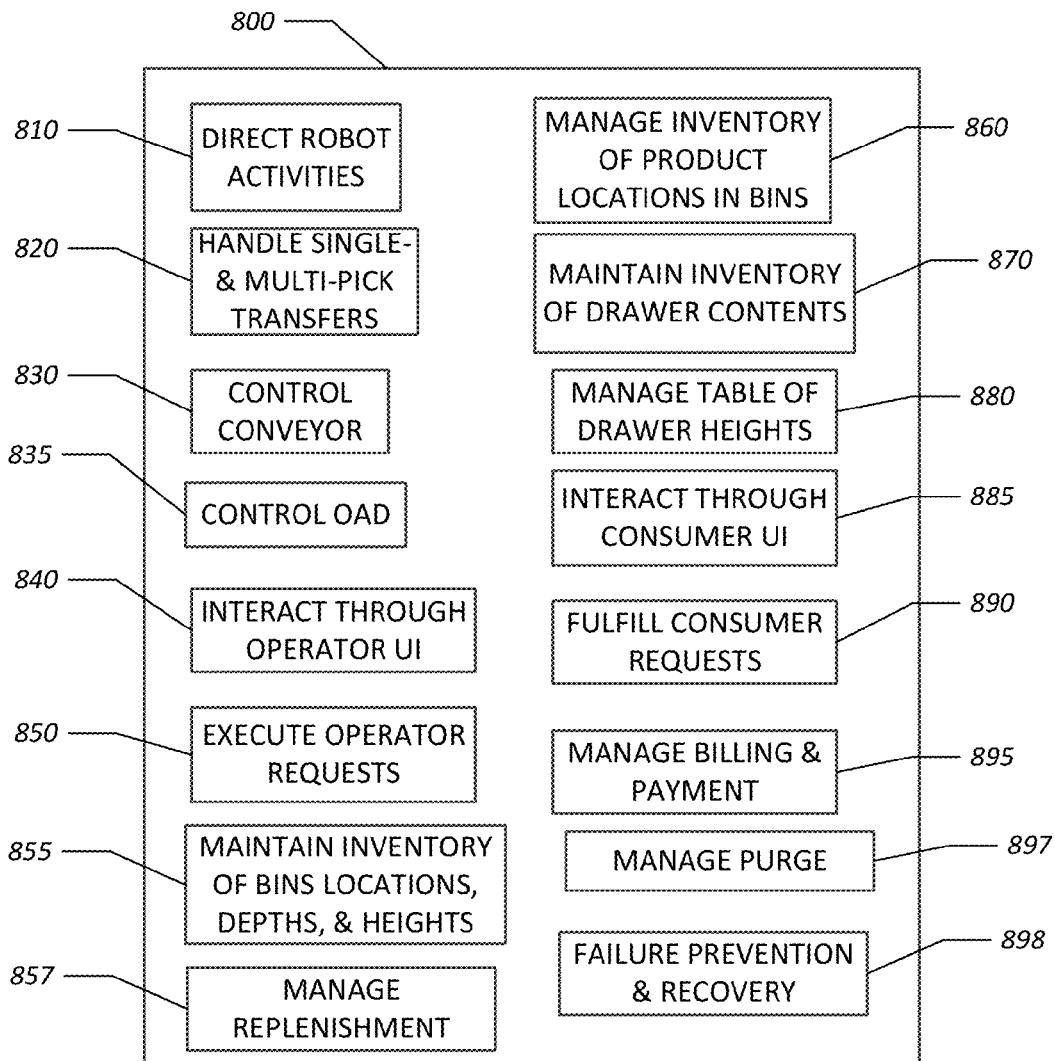 800
810
DIRECT ROBOT
ACTIVITIES
820
HANDLE SINGLE-
& MULTI-PICK
TRANSFERS
830
CONTROL
CONVEYOR
835
CONTROL OAD
840
INTERACT THROUGH
OPERATOR UI
850
EXECUTE OPERATOR
REQUESTS
855
MAINTAIN INVENTORY
OF BINS LOCATIONS,
DEPTHS, & HEIGHTS
857
MANAGE
REPLENISHMENT
MANAGE INVENTORY
OF PRODUCT
LOCATIONS IN BINS
860
MAINTAIN INVENTORY
OF DRAWER CONTENTS
870
MANAGE TABLE OF
DRAWER HEIGHTS
880
INTERACT THROUGH
CONSUMER UI
885
FULFILL CONSUMER
REQUESTS
890
MANAGE BILLING &
PAYMENT
895
MANAGE PURGE
897
FAILURE PREVENTION
& RECOVERY
898